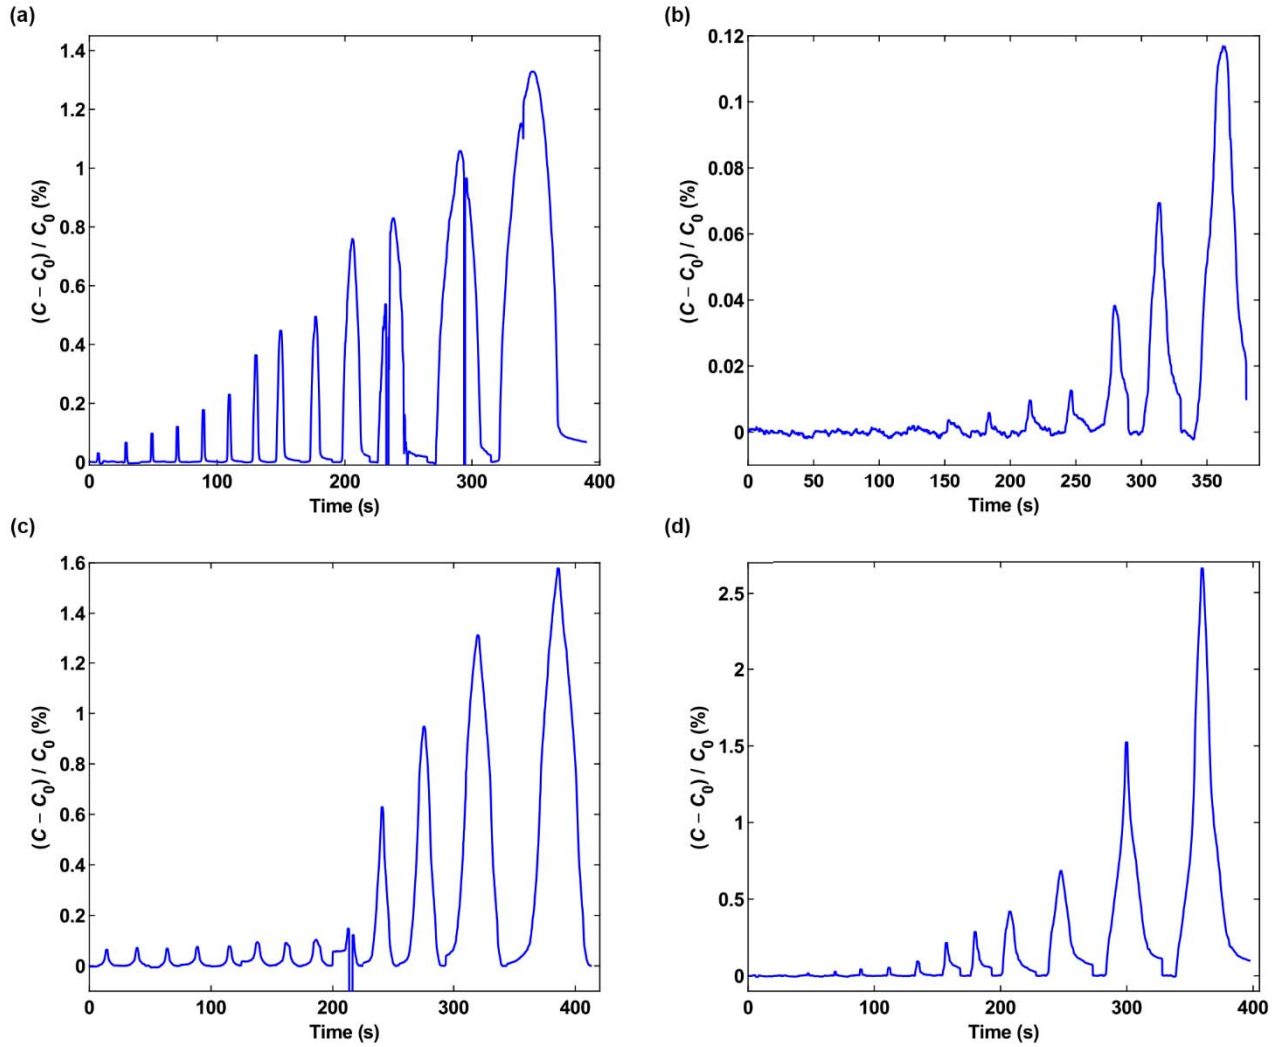 (a)
(C − C0) / C0 (%)
1.4
1.2
1
0.8
0.6
0.4
0.2
0
0 100 200 300 400
Time (s)
(b)
(C − C0) / C0 (%)
0.12
0.1
0.08
0.06
0.04
0.02
0
0 50 100 150 200 250 300 350
Time (s)
(c)
(C − C0) / C0 (%)
1.6
1.4
1.2
1
0.8
0.6
0.4
0.2
0
0 100 200 300 400
Time (s)
(d)
(C − C0) / C0 (%)
2.5
2
1.5
1
0.5
0
0 100 200 300 400
Time (s)